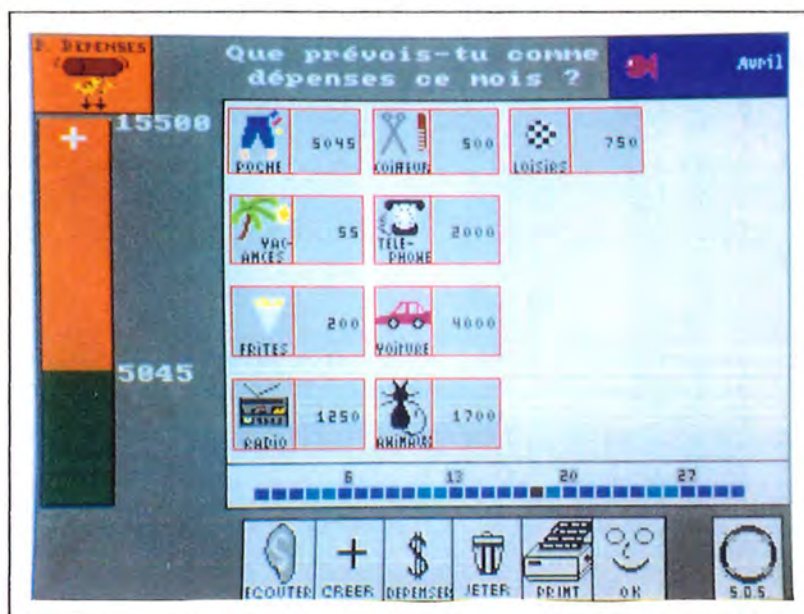 P. DEPENSES
Que prévois-tu comme
dépenses ce mois ?
Avril
+ 15500
POCHE 5045
COIFFEUR 500
LOISIRS 750
VAC-
ANCES 55
TELE-
PHONE 2000
FRITES 200
VOITURE 4000
5045
RADIO 1250
ANIMAUX 1700
6 13 20 27
ECOUTER
+ CREER
$ DEPENSER
JETER
PRINT
OK
S.O.S